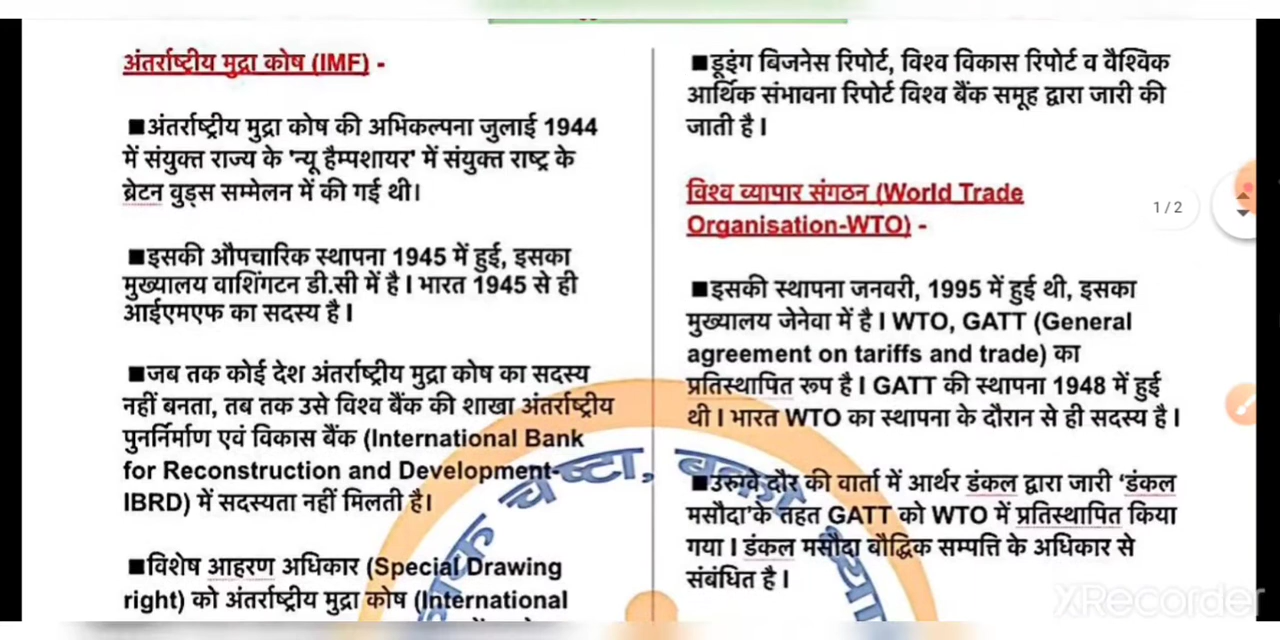 अंतर्राष्ट्रीय मुद्रा कोष (IMF) -
■अंतर्राष्ट्रीय मुद्रा कोष की अभिकल्पना जुलाई 1944
में संयुक्त राज्य के 'न्यू हैम्पशायर' में संयुक्त राष्ट्र के
ब्रेटन वुड्स सम्मेलन में की गई थी।
■इसकी औपचारिक स्थापना 1945 में हुई, इसका
मुख्यालय वाशिंगटन डी.सी में है l भारत 1945 से ही
आईएमएफ का सदस्य है l
■जब तक कोई देश अंतर्राष्ट्रीय मुद्रा कोष का सदस्य
नहीं बनता, तब तक उसे विश्व बैंक की शाखा अंतर्राष्ट्रीय
पुनर्निर्माण एवं विकास बैंक (International Bank
for Reconstruction and Development-
IBRD) में सदस्यता नहीं मिलती है।
■विशेष आहरण अधिकार (Special Drawing
right) को अंतर्राष्ट्रीय मुद्रा कोष (International
■डूइंग बिजनेस रिपोर्ट, विश्व विकास रिपोर्ट व वैश्विक
आर्थिक संभावना रिपोर्ट विश्व बैंक समूह द्वारा जारी की
जाती है l
विश्व व्यापार संगठन (World Trade
Organisation-WTO) -
■इसकी स्थापना जनवरी, 1995 में हुई थी, इसका
मुख्यालय जेनेवा में है l WTO, GATT (General
agreement on tariffs and trade) का
प्रतिस्थापित रूप है l GATT की स्थापना 1948 में हुई
थी l भारत WTO का स्थापना के दौरान से ही सदस्य है l
■उरुग्वे दौर की वार्ता में आर्थर डंकल द्वारा जारी ‘डंकल
मसौदा’के तहत GATT को WTO में प्रतिस्थापित किया
गया l डंकल मसौदा बौद्धिक सम्पत्ति के अधिकार से
संबंधित है l
1 / 2
XRecorder